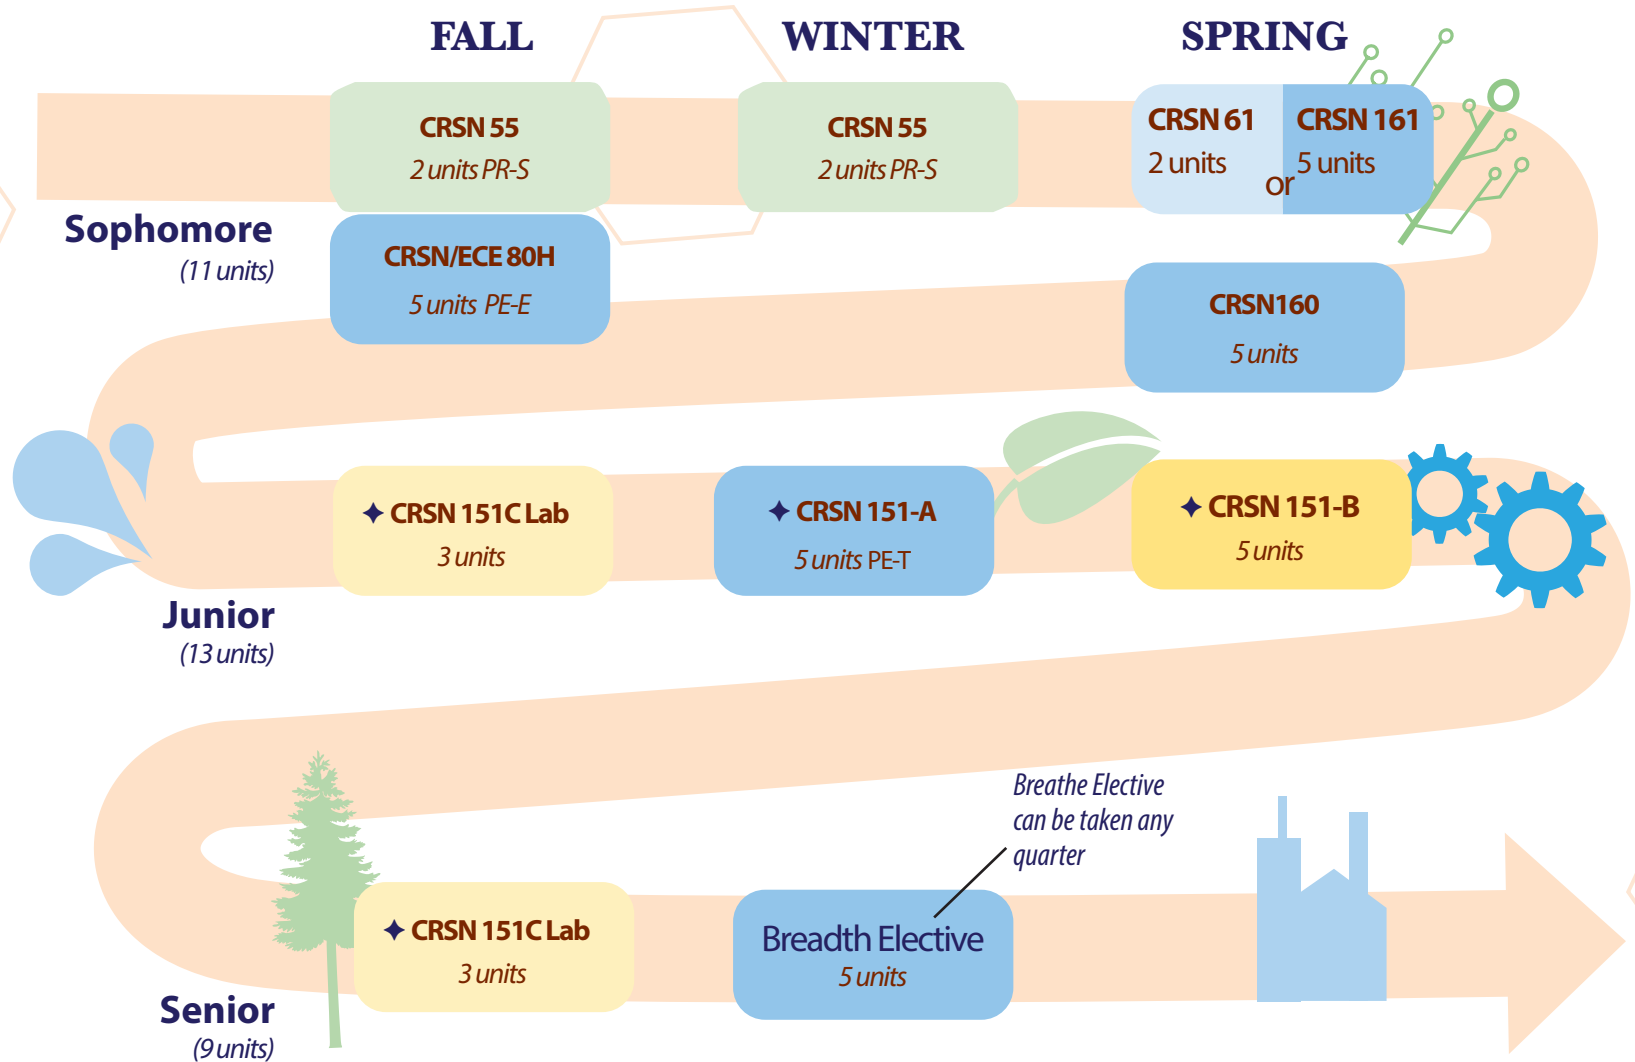 FALL
WINTER
SPRING
CRSN 55
2 units PR-S
CRSN 55
2 units PR-S
CRSN 61
2 units
or
CRSN 161
5 units
Sophomore
(11 units)
CRSN/ECE 80H
5 units PE-E
CRSN160
5 units
✦ CRSN 151C Lab
3 units
✦ CRSN 151-A
5 units PE-T
✦ CRSN 151-B
5 units
Junior
(13 units)
Breathe Elective
can be taken any
quarter
✦ CRSN 151C Lab
3 units
Breadth Elective
5 units
Senior
(9 units)